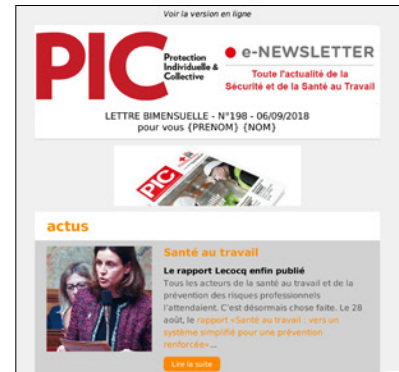 Voir la version en ligne
PIC
Protection
Individuelle &
Collective
e-NEWSLETTER
Toute l'actualité de la
Sécurité et de la Santé au Travail
LETTRE BIMENSUELLE - N°198 - 06/09/2018
pour vous {PRENOM} {NOM}
PIC
actus
Santé au travail
Le rapport Lecocq enfin publié
Tous les acteurs de la santé au travail et de la
prévention des risques professionnels
l'attendaient. C'est désormais chose faite. Le 28
août, le rapport «Santé au travail : vers un
système simplifié pour une prévention
renforcée»...
Lire la suite